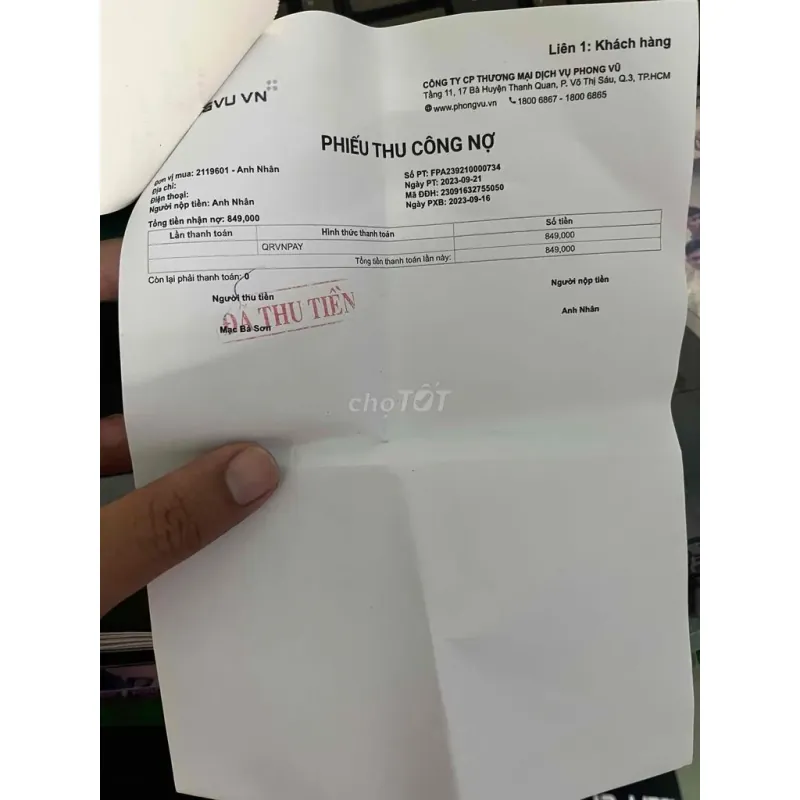 Liên 1: Khách hàng
GVU VN
CÔNG TY CP THƯƠNG MẠI DỊCH VỤ PHONG VŨ
Tầng 11, 17 Bà Huyện Thanh Quan, P. Võ Thị Sáu, Q.3, TP.HCM
www.phongvu.vn 1800 6867 - 1800 6865
PHIẾU THU CÔNG NỢ
Đơn vị mua: 2119601 - Anh Nhân
Địa chỉ:
Điện thoại:
Người nộp tiền: Anh Nhân
Số PT: FPA239210000734
Ngày PT: 2023-09-21
Mã ĐDH: 23091632755050
Ngày PXB: 2023-09-16
Tổng tiền nhận nợ: 849,000
Lần thanh toán Hình thức thanh toán Số tiền
QRVNPAY 849,000
Tổng tiền thanh toán lần này: 849,000
Còn lại phải thanh toán: 0
Người thu tiền Người nộp tiền
ĐÃ THU TIỀN
Mạc Bá Sơn Anh Nhân
chợTỐT